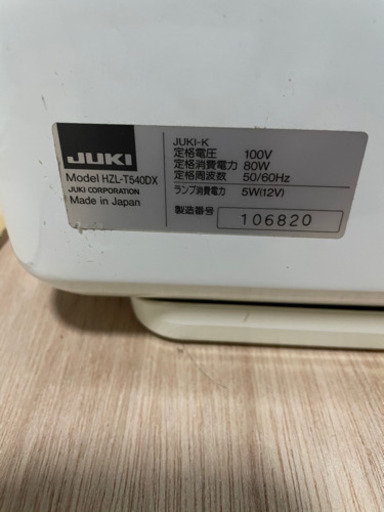 JUKI
Model HZL-T540DX
JUKI CORPORATION
Made in Japan
JUKI-K
定格電圧 100V
定格消費電力 80W
定格周波数 50/60Hz
ランプ消費電力 5W(12V)
製造番号 106820